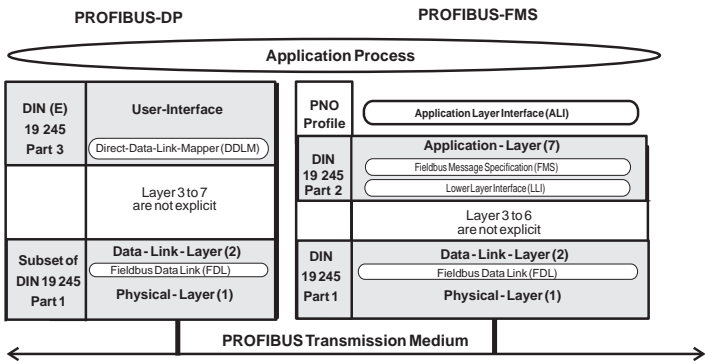 PROFIBUS-DP
PROFIBUS-FMS
Application Process
DIN (E)
19 245
Part 3
User-Interface
Direct-Data-Link-Mapper (DDLM)
Layer 3 to 7
are not explicit
Subset of
DIN 19 245
Part 1
Data - Link - Layer (2)
Fieldbus Data Link (FDL)
Physical - Layer (1)
PNO
Profile
Application Layer Interface (ALI)
DIN
19 245
Part 2
Application - Layer (7)
Fieldbus Message Specification (FMS)
Lower Layer Interface (LLI)
Layer 3 to 6
are not explicit
DIN
19 245
Part 1
Data - Link - Layer (2)
Fieldbus Data Link (FDL)
Physical - Layer (1)
PROFIBUS Transmission Medium